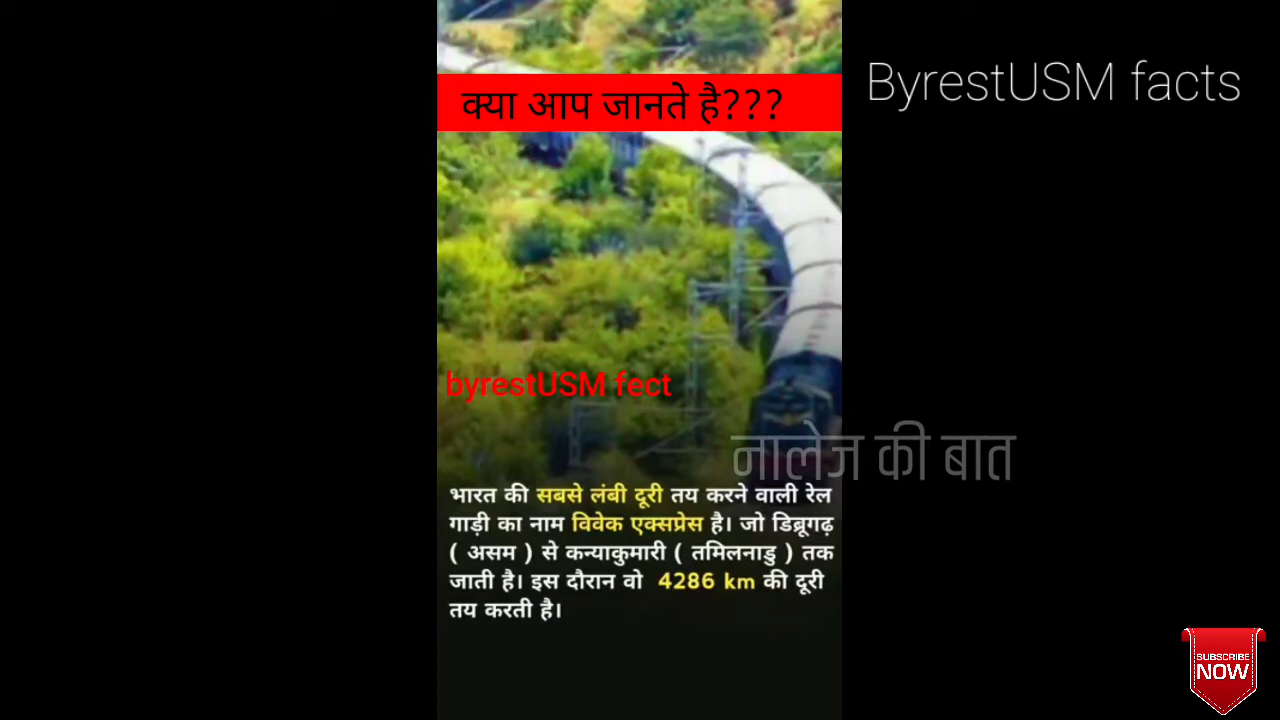 ByrestUSM facts
क्या आप जानते है???
byrestUSM fect
नालेज की बात
भारत की सबसे लंबी दूरी तय करने वाली रेल
गाड़ी का नाम विवेक एक्सप्रेस है। जो डिब्रूगढ़
( असम ) से कन्याकुमारी ( तमिलनाडु ) तक
जाती है। इस दौरान वो 4286 km की दूरी
तय करती है।
SUBSCRIBE
NOW